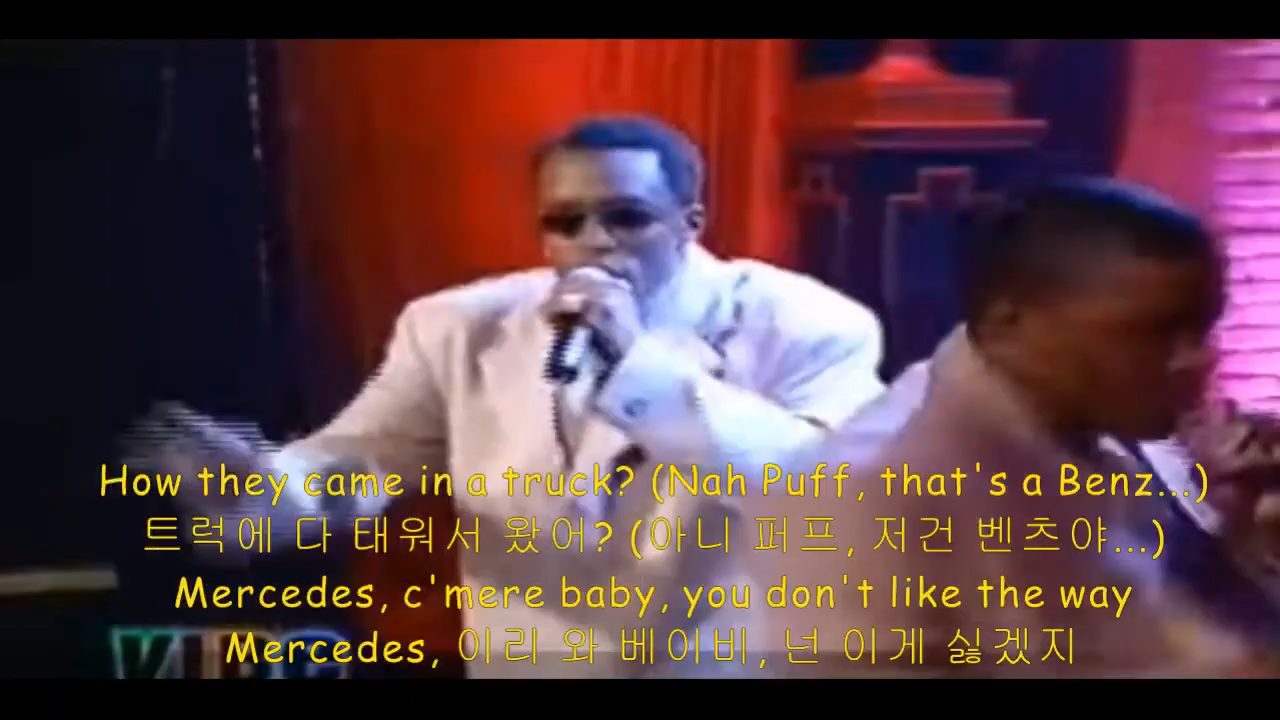 How they came in a truck? (Nah Puff, that's a Benz...)
트럭에 다 태워서 왔어? (아니 퍼프, 저건 벤츠야...)
Mercedes, c'mere baby, you don't like the way
Mercedes, 이리 와 베이비, 넌 이게 싫겠지